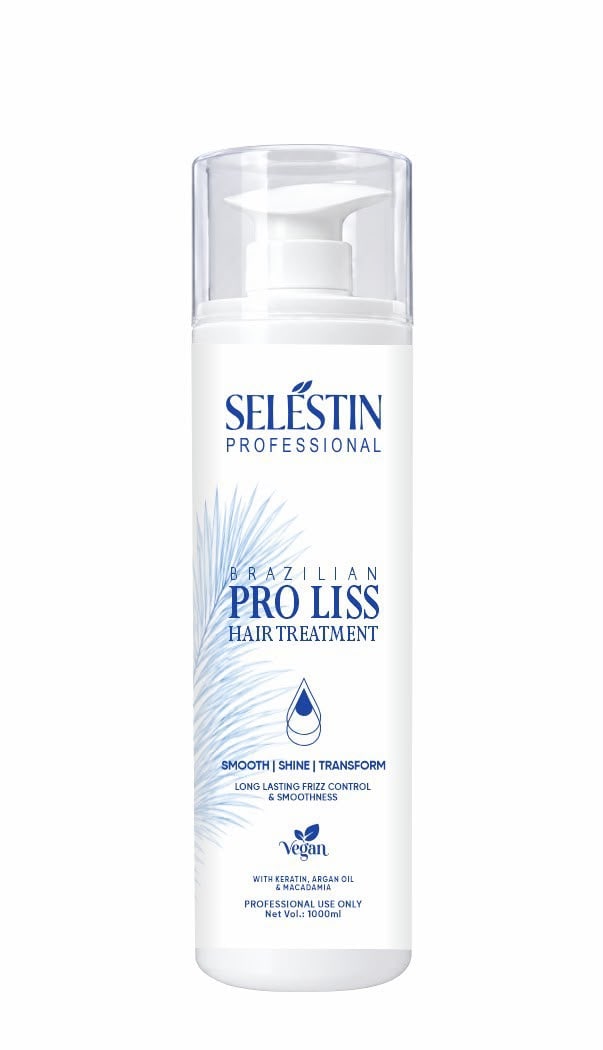 SELÉSTIN
PROFESSIONAL
BRAZILIAN
PRO LISS
HAIR TREATMENT
SMOOTH | SHINE | TRANSFORM
LONG LASTING FRIZZ CONTROL
& SMOOTHNESS
Vegan
WITH KERATIN, ARGAN OIL
& MACADAMIA
PROFESSIONAL USE ONLY
Net Vol.: 1000ml